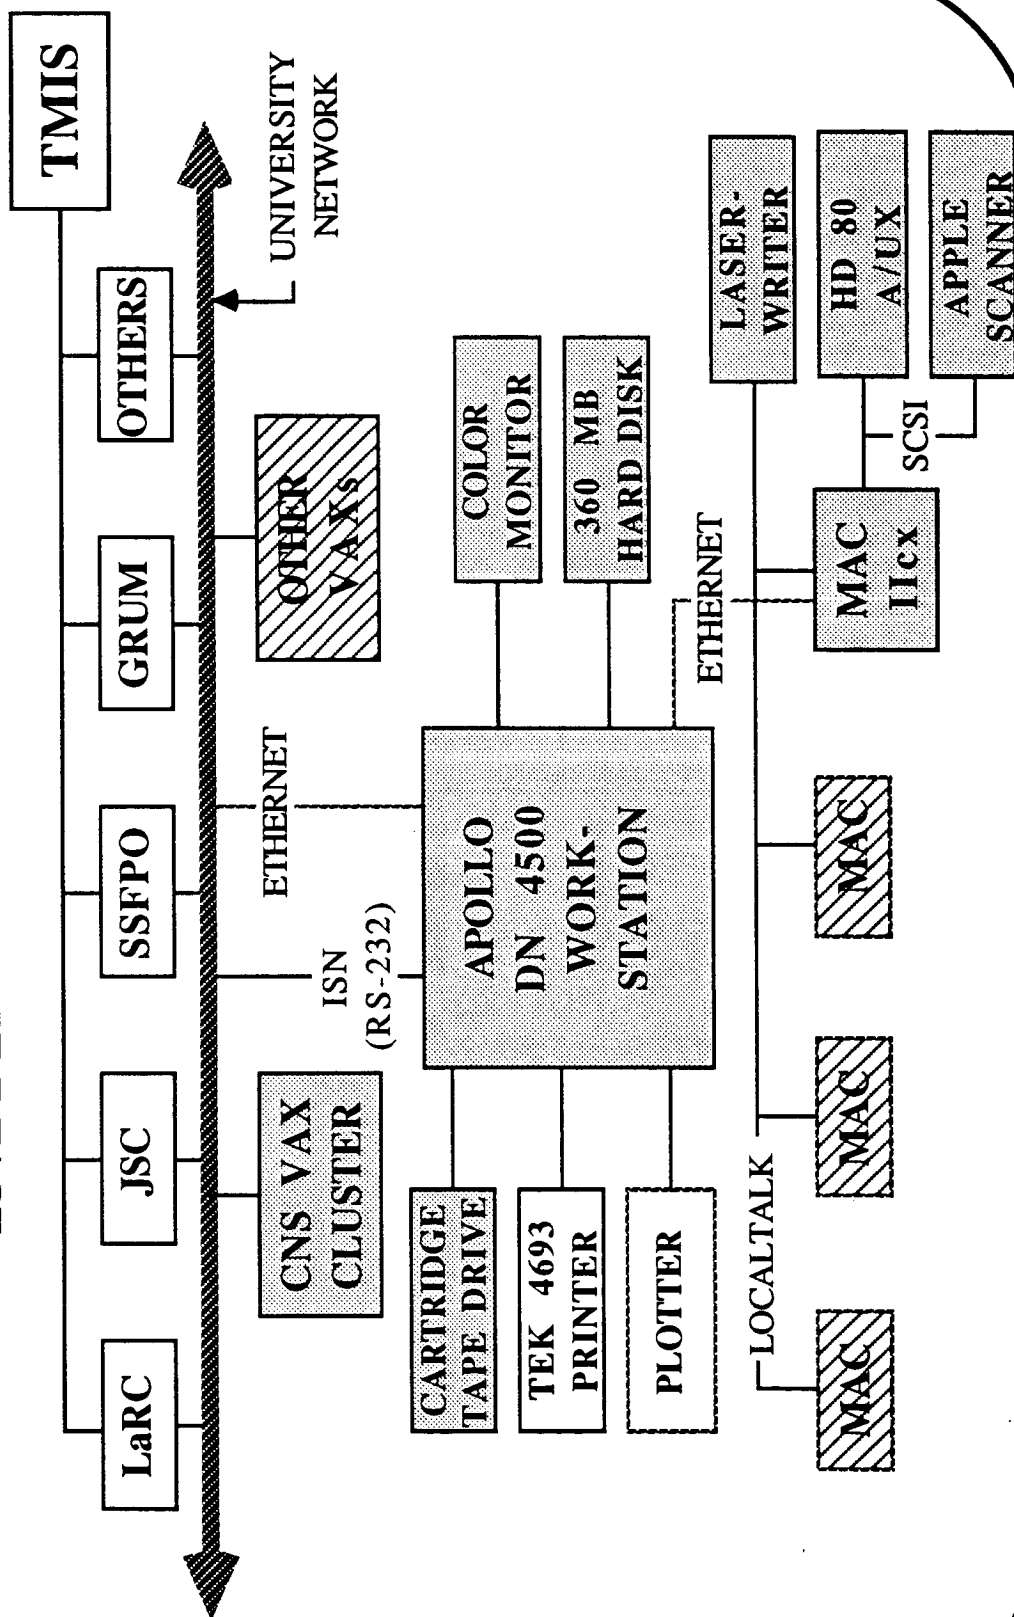 TMIS
LaRC
JSC
SSFPO
GRUM
OTHERS
UNIVERSITY
NETWORK
CNS VAX
CLUSTER
ISN
(RS-232)
ETHERNET
OTHER
VAXs
CARTRIDGE
TAPE DRIVE
TEK 4693
PRINTER
PLOTTER
APOLLO
DN 4500
WORK-
STATION
COLOR
MONITOR
360 MB
HARD DISK
ETHERNET
LOCALTALK
LASER-
WRITER
MAC
MAC
MAC
MAC
IIcx
SCSI
HD 80
A/UX
APPLE
SCANNER